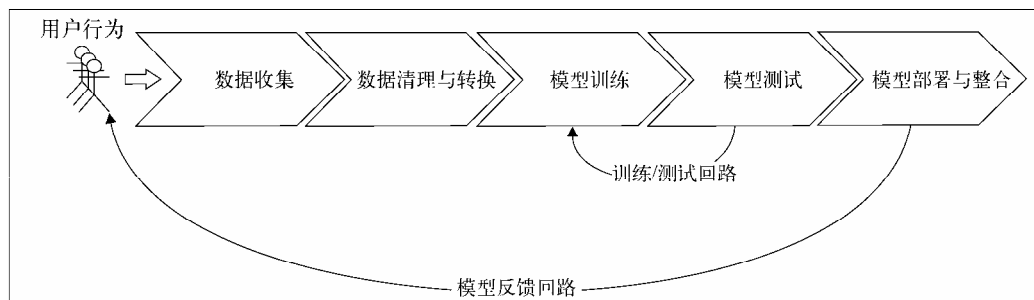 用户行为
数据收集
数据清理与转换
模型训练
模型测试
模型部署与整合
训练/测试回路
模型反馈回路